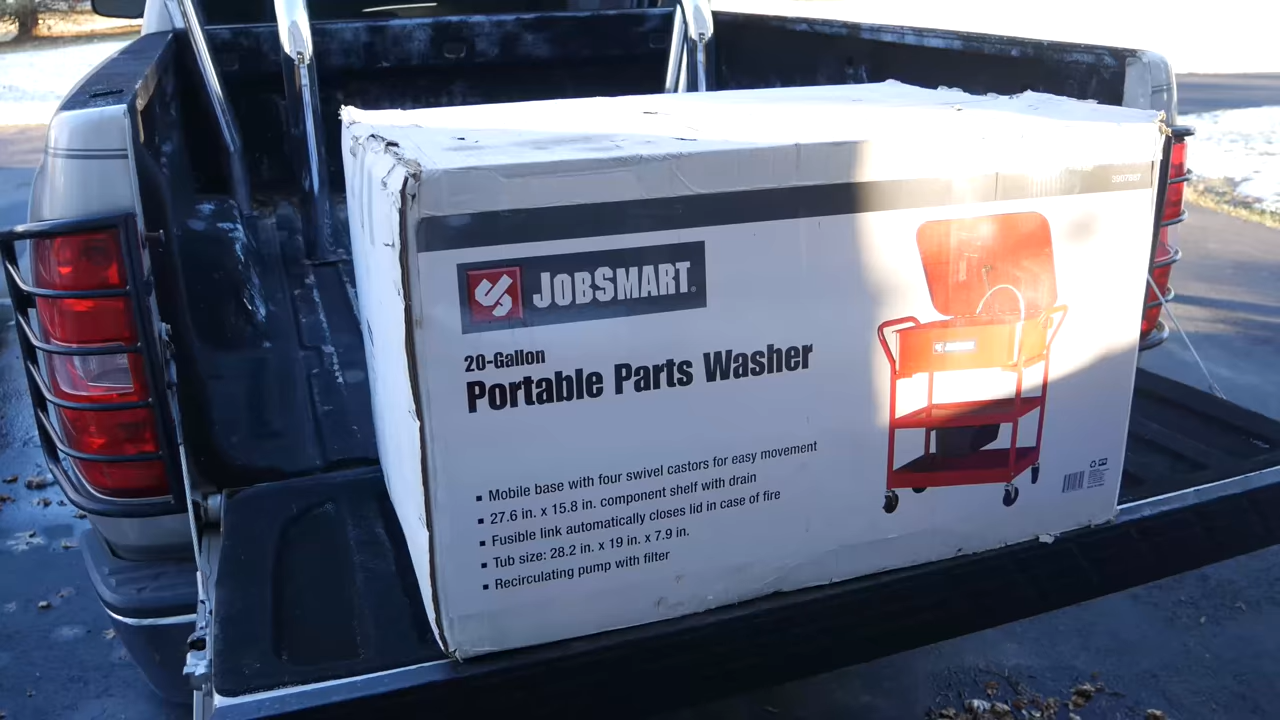 JOBSMART
20-Gallon
Portable Parts Washer
▪ Mobile base with four swivel castors for easy movement
▪ 27.6 in. x 15.8 in. component shelf with drain
▪ Fusible link automatically closes lid in case of fire
▪ Tub size: 28.2 in. x 19 in. x 7.9 in.
▪ Recirculating pump with filter
JOBSMART